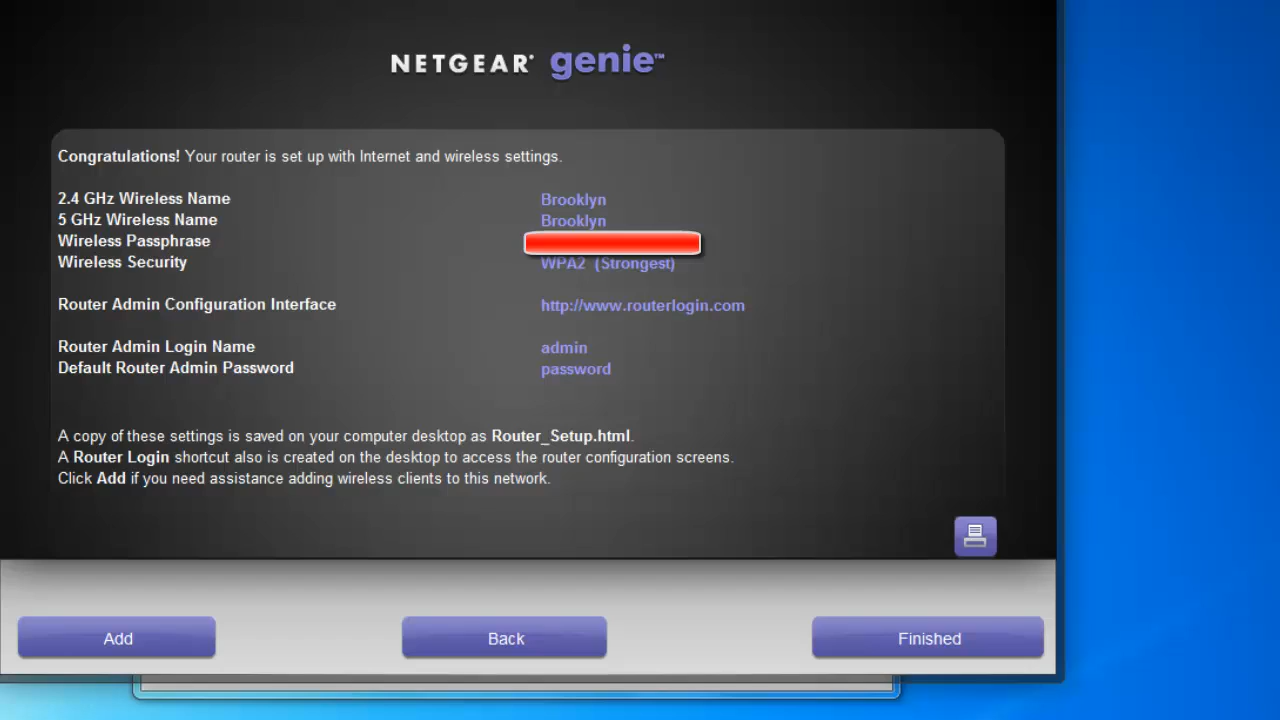 NETGEAR® genie™
Congratulations! Your router is set up with Internet and wireless settings.
2.4 GHz Wireless Name Brooklyn
5 GHz Wireless Name Brooklyn
Wireless Passphrase
Wireless Security WPA2 (Strongest)
Router Admin Configuration Interface http://www.routerlogin.com
Router Admin Login Name admin
Default Router Admin Password password
A copy of these settings is saved on your computer desktop as Router_Setup.html.
A Router Login shortcut also is created on the desktop to access the router configuration screens.
Click Add if you need assistance adding wireless clients to this network.
Add Back Finished